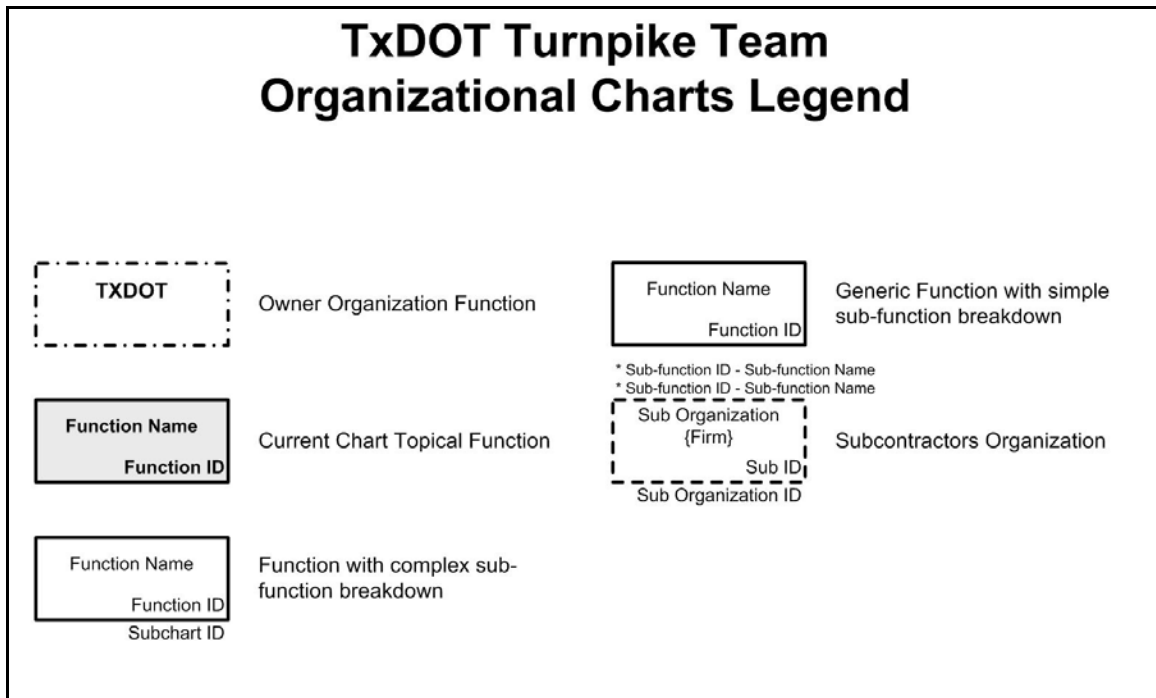 TxDOT Turnpike Team
Organizational Charts Legend
TXDOT
Owner Organization Function
Function Name
Function ID
Current Chart Topical Function
Function Name
Function ID
Subchart ID
Function with complex sub-
function breakdown
Function Name
Function ID
* Sub-function ID - Sub-function Name
* Sub-function ID - Sub-function Name
Generic Function with simple
sub-function breakdown
Sub Organization
{Firm}
Sub ID
Sub Organization ID
Subcontractors Organization